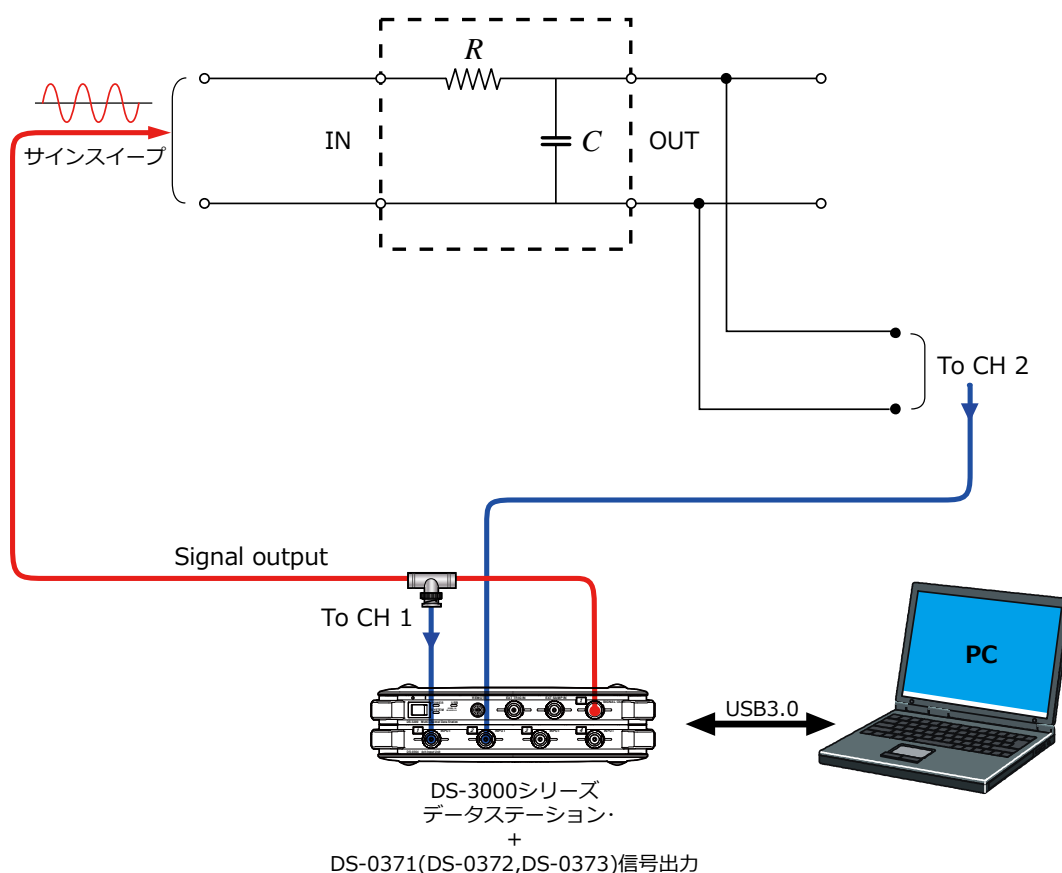 R
サインスイープ
IN
C
OUT
To CH 2
Signal output
To CH 1
PC
USB3.0
DS-3000シリーズ
データステーション・
+
DS-0371(DS-0372,DS-0373)信号出力